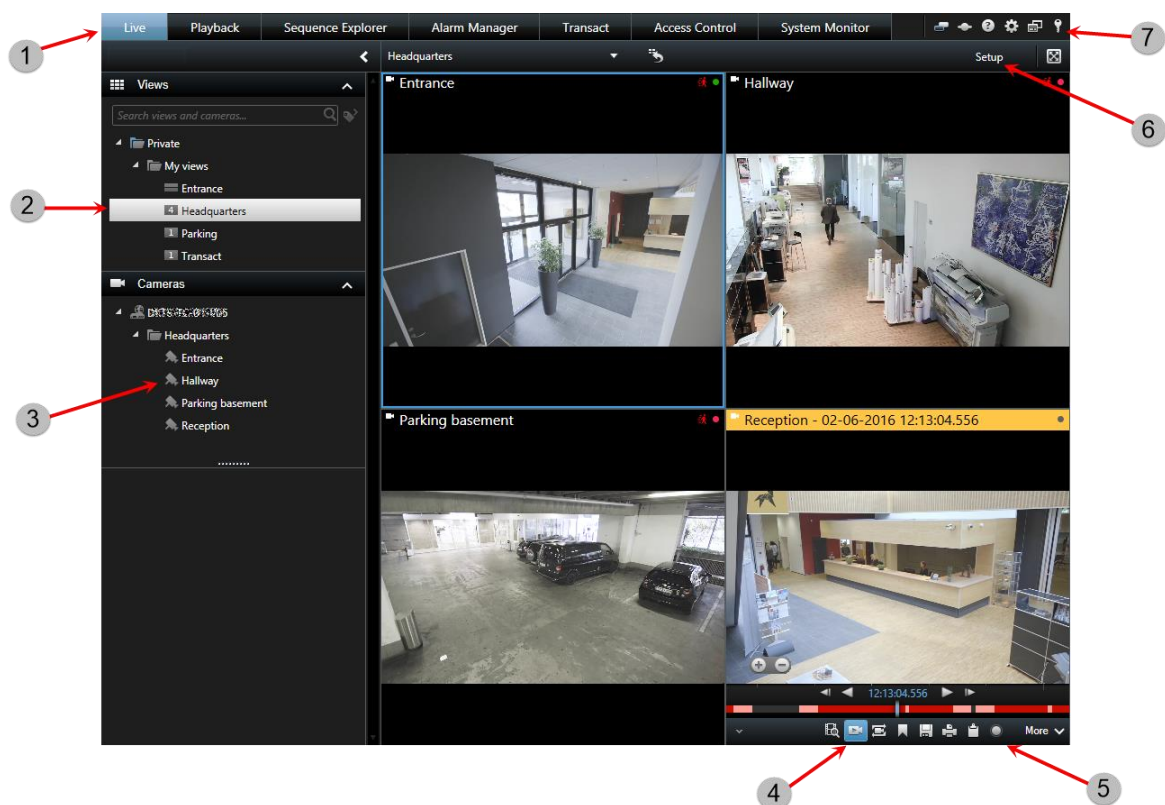 Live Playback Sequence Explorer Alarm Manager Transact Access Control System Monitor
1
7
Headquarters
Setup
6
Views
Search views and cameras...
Private
My views
Entrance
2
4 Headquarters
1 Parking
1 Transact
Cameras
Headquarters
Entrance
3
Hallway
Parking basement
Reception
Entrance
Hallway
Parking basement
Reception - 02-06-2016 12:13:04.556
12:13:04.556
More
4
5